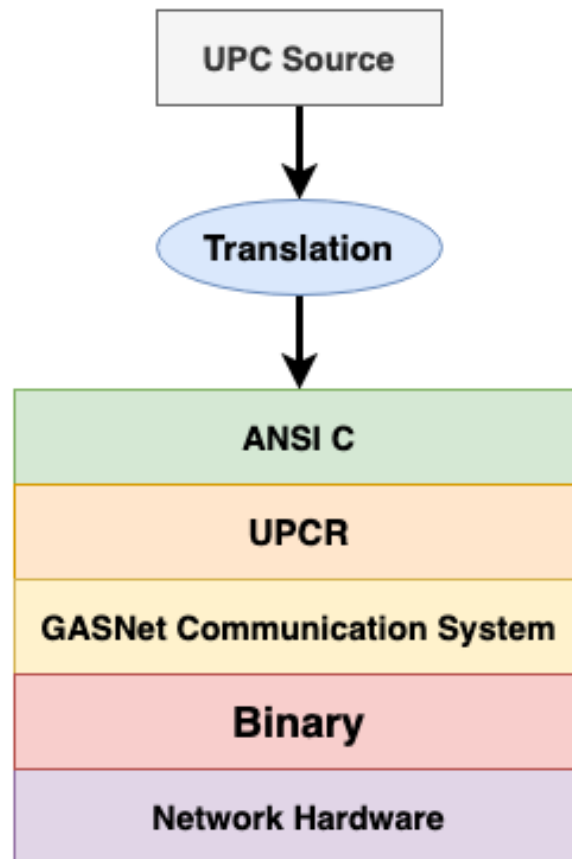 UPC Source
Translation
ANSI C
UPCR
GASNet Communication System
Binary
Network Hardware